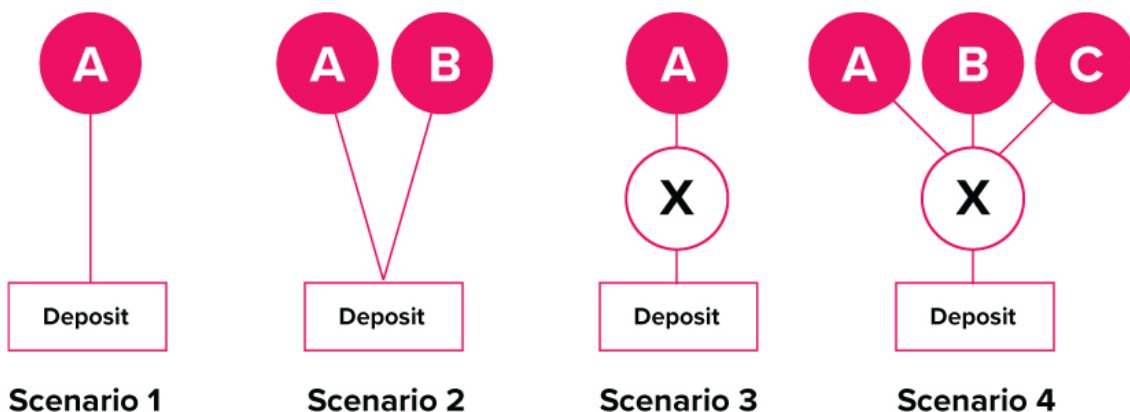 A A B A A B C
X X
Deposit Deposit Deposit Deposit
Scenario 1 Scenario 2 Scenario 3 Scenario 4